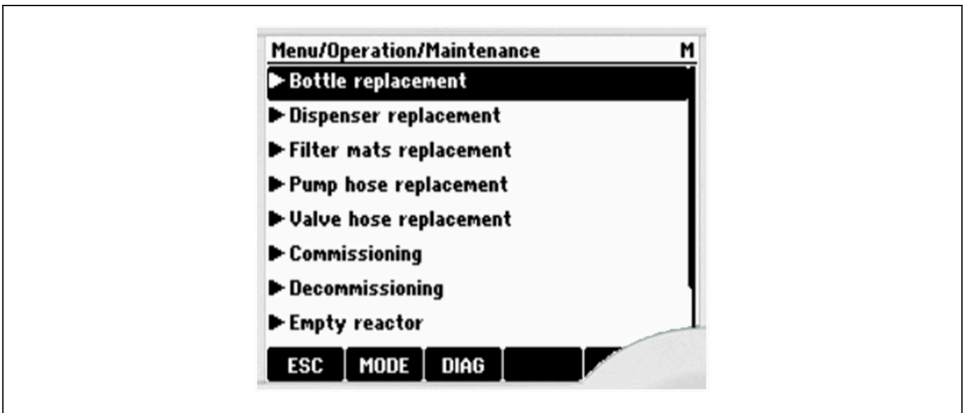 Menu/Operation/Maintenance M
Bottle replacement
Dispenser replacement
Filter mats replacement
Pump hose replacement
Valve hose replacement
Commissioning
Decommissioning
Empty reactor
ESC MODE DIAG